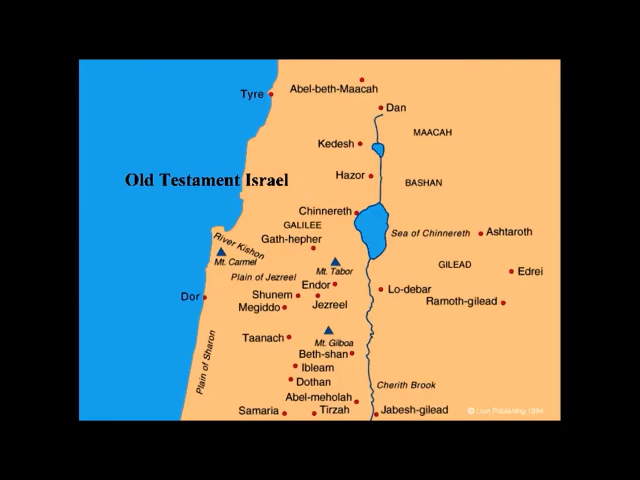 Abel-beth-Maacah
Tyre
Dan
MAACAH
Kedesh
Hazor
Old Testament Israel
BASHAN
Chinnereth
GALILEE
Sea of Chinnereth
Ashtaroth
River Kishon
Gath-hepher
Mt. Carmel
Mt. Tabor
GILEAD
Edrei
Plain of Jezreel
Endor
Lo-debar
Dor
Shunem
Jezreel
Ramoth-gilead
Megiddo
Taanach
Mt. Gilboa
Beth-shan
Plain of Sharon
Ibleam
Dothan
Cherith Brook
Abel-meholah
Samaria
Tirzah
Jabesh-gilead
© Lion Publishing 1994